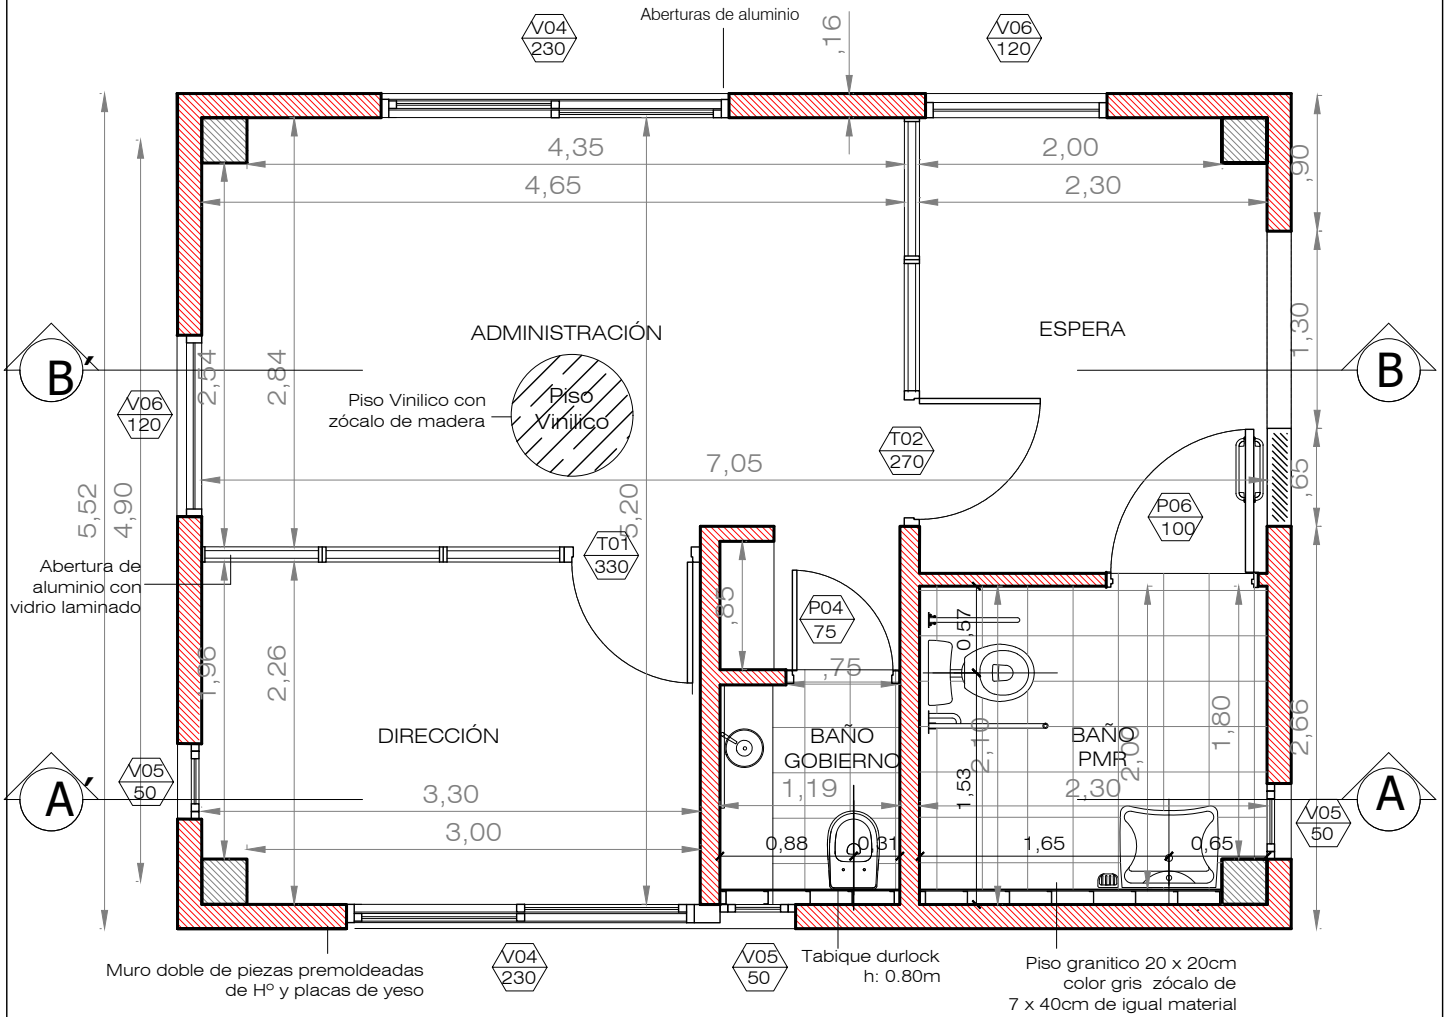 Aberturas de aluminio
V04
230
,16
V06
120
4,35
2,00
4,65
2,30
,90
ADMINISTRACIÓN
ESPERA
1,30
B´
B
2,54
2,84
V06
120
Piso Vinilico con
zócalo de madera
Piso
Vinilico
T02
270
7,05
,65
5,52
4,90
5,20
P06
100
T01
330
Abertura de
aluminio con
vidrio laminado
,85
P04
75
0,57
,75
1,96
2,26
DIRECCIÓN
BAÑO
GOBIERNO
2,10
BAÑO
PMR
2,00
1,80
2,66
V05
50
A´
A
3,30
1,19
1,53
2,30
V05
50
3,00
0,88
0,31
1,65
0,65
Muro doble de piezas premoldeadas
de Hº y placas de yeso
V04
230
V05
50
Tabique durlock
h: 0.80m
Piso granitico 20 x 20cm
color gris zócalo de
7 x 40cm de igual material